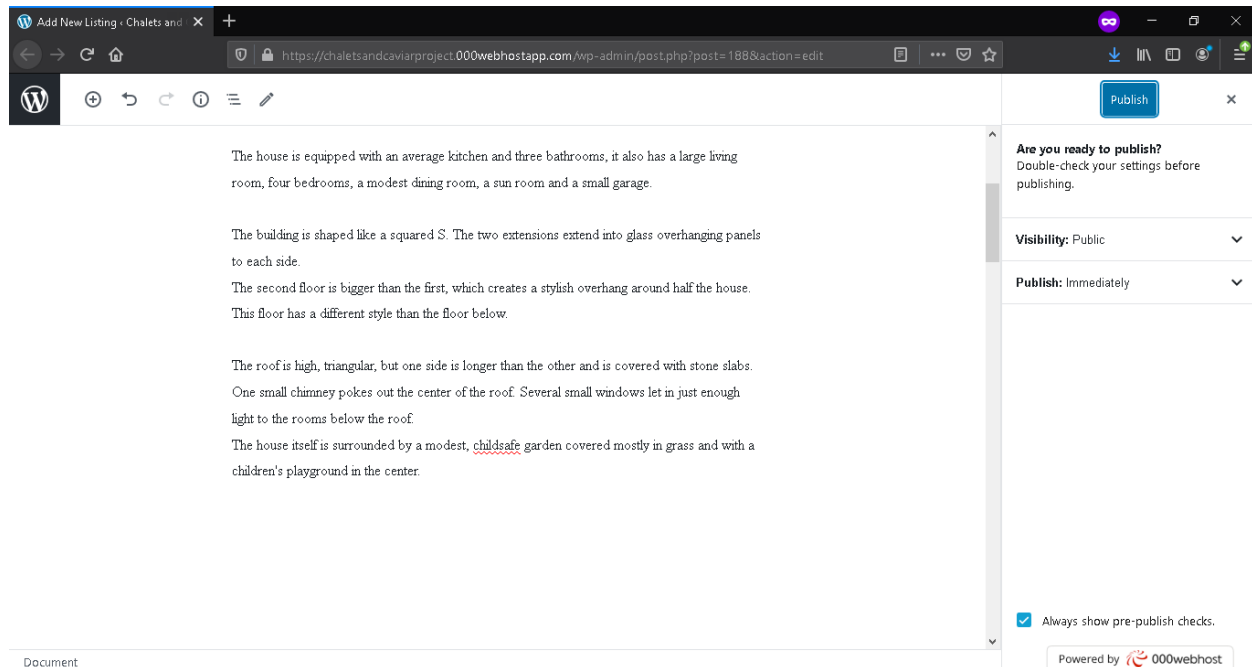 Add New Listing ‹ Chalets and
https://chaletsandcaviarproject.000webhostapp.com/wp-admin/post.php?post=188&action=edit
Publish
The house is equipped with an average kitchen and three bathrooms, it also has a large living
room, four bedrooms, a modest dining room, a sun room and a small garage.
The building is shaped like a squared S. The two extensions extend into glass overhanging panels
to each side.
The second floor is bigger than the first, which creates a stylish overhang around half the house.
This floor has a different style than the floor below.
The roof is high, triangular, but one side is longer than the other and is covered with stone slabs.
One small chimney pokes out the center of the roof. Several small windows let in just enough
light to the rooms below the roof.
The house itself is surrounded by a modest, childsafe garden covered mostly in grass and with a
children's playground in the center.
Are you ready to publish?
Double-check your settings before
publishing.
Visibility: Public
Publish: Immediately
Always show pre-publish checks.
Document
Powered by 000webhost